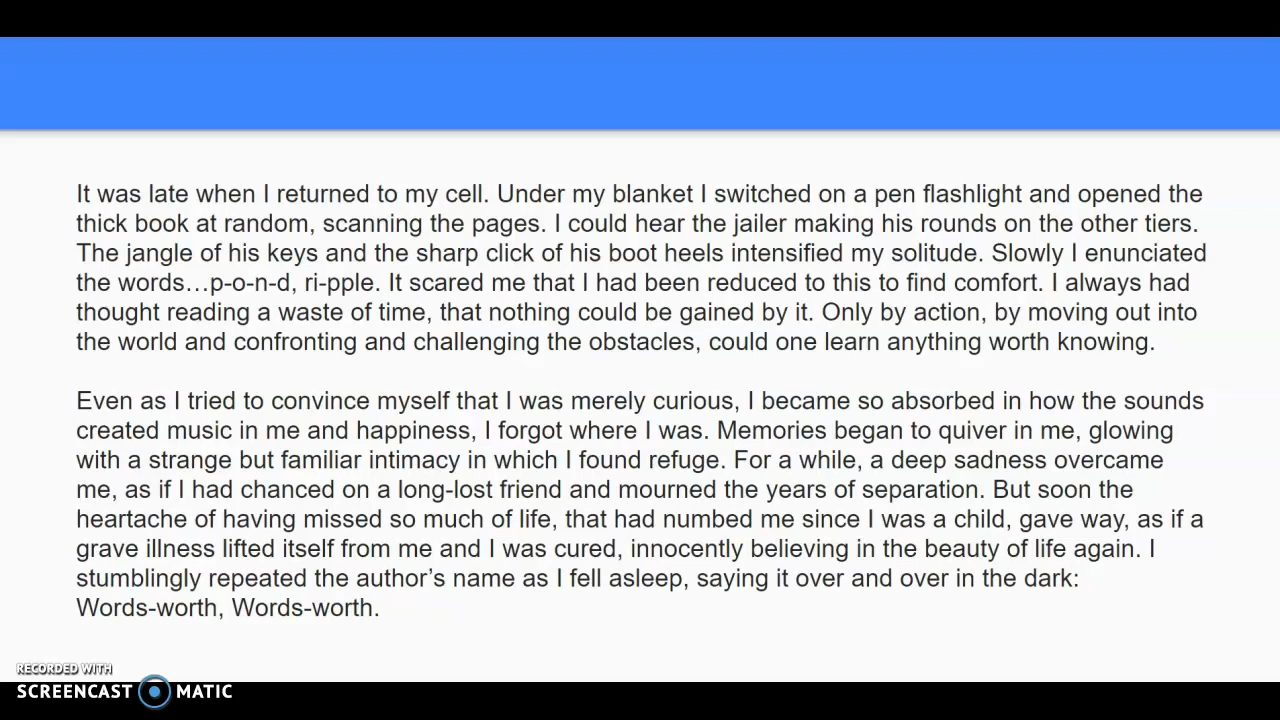 It was late when I returned to my cell. Under my blanket I switched on a pen flashlight and opened the
thick book at random, scanning the pages. I could hear the jailer making his rounds on the other tiers.
The jangle of his keys and the sharp click of his boot heels intensified my solitude. Slowly I enunciated
the words…p-o-n-d, ri-pple. It scared me that I had been reduced to this to find comfort. I always had
thought reading a waste of time, that nothing could be gained by it. Only by action, by moving out into
the world and confronting and challenging the obstacles, could one learn anything worth knowing.
Even as I tried to convince myself that I was merely curious, I became so absorbed in how the sounds
created music in me and happiness, I forgot where I was. Memories began to quiver in me, glowing
with a strange but familiar intimacy in which I found refuge. For a while, a deep sadness overcame
me, as if I had chanced on a long-lost friend and mourned the years of separation. But soon the
heartache of having missed so much of life, that had numbed me since I was a child, gave way, as if a
grave illness lifted itself from me and I was cured, innocently believing in the beauty of life again. I
stumblingly repeated the author’s name as I fell asleep, saying it over and over in the dark:
Words-worth, Words-worth.
RECORDED WITH
SCREENCAST MATIC